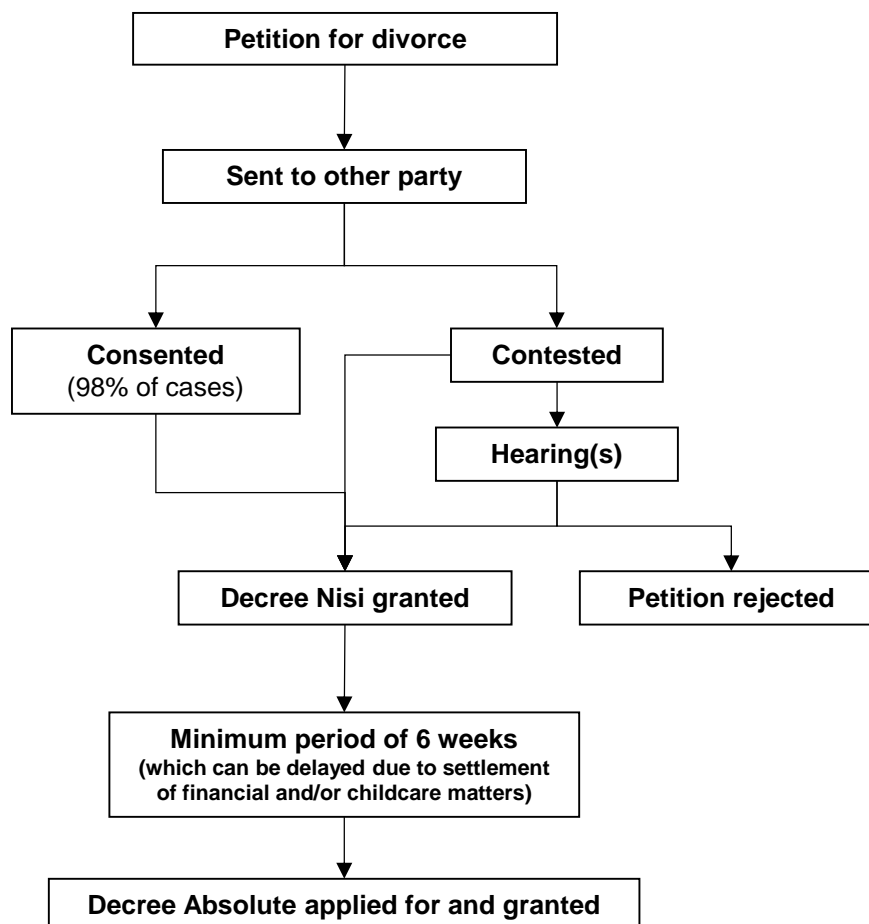 Petition for divorce
Sent to other party
Consented
(98% of cases)
Contested
Hearing(s)
Decree Nisi granted
Petition rejected
Minimum period of 6 weeks
(which can be delayed due to settlement
of financial and/or childcare matters)
Decree Absolute applied for and granted